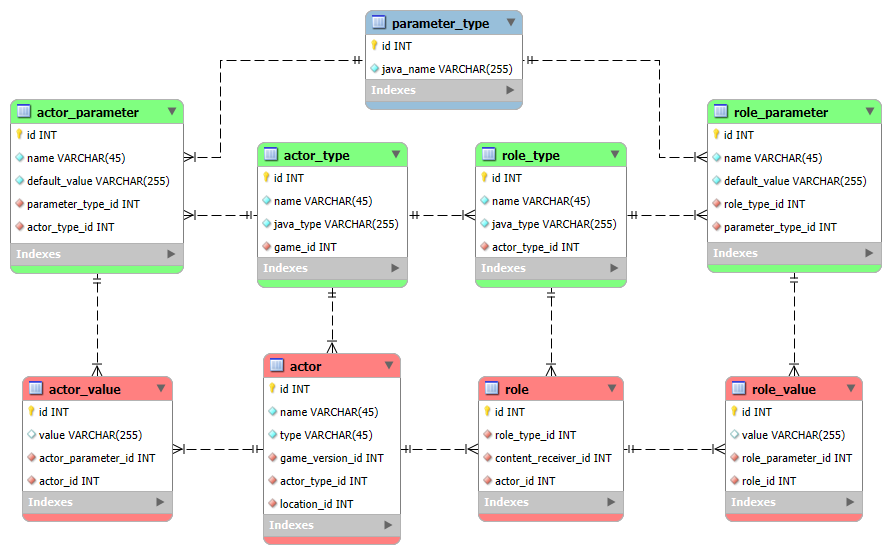 parameter_type
id INT
java_name VARCHAR(255)
Indexes
actor_parameter
id INT
name VARCHAR(45)
default_value VARCHAR(255)
parameter_type_id INT
actor_type_id INT
Indexes
actor_type
id INT
name VARCHAR(45)
java_type VARCHAR(255)
game_id INT
Indexes
role_type
id INT
name VARCHAR(45)
java_type VARCHAR(255)
actor_type_id INT
Indexes
role_parameter
id INT
name VARCHAR(45)
default_value VARCHAR(255)
role_type_id INT
parameter_type_id INT
Indexes
actor_value
id INT
value VARCHAR(255)
actor_parameter_id INT
actor_id INT
Indexes
actor
id INT
name VARCHAR(45)
type VARCHAR(45)
game_version_id INT
actor_type_id INT
location_id INT
Indexes
role
id INT
role_type_id INT
content_receiver_id INT
actor_id INT
Indexes
role_value
id INT
value VARCHAR(255)
role_parameter_id INT
role_id INT
Indexes